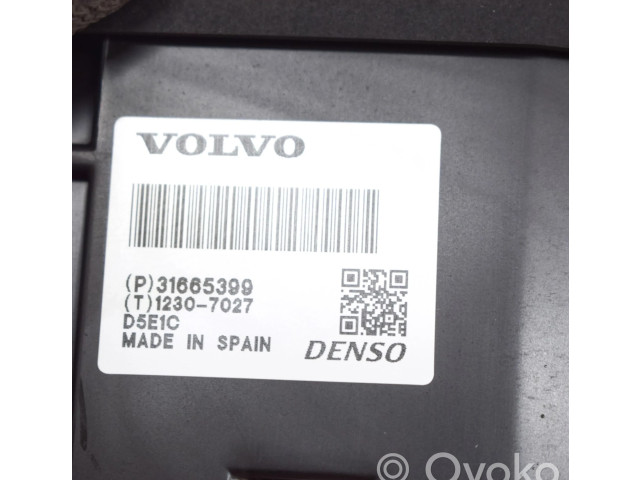 VOLVO
(P)31665399
(T)1230-7027
D5E1C
MADE IN SPAIN
DENSO
Ovoko